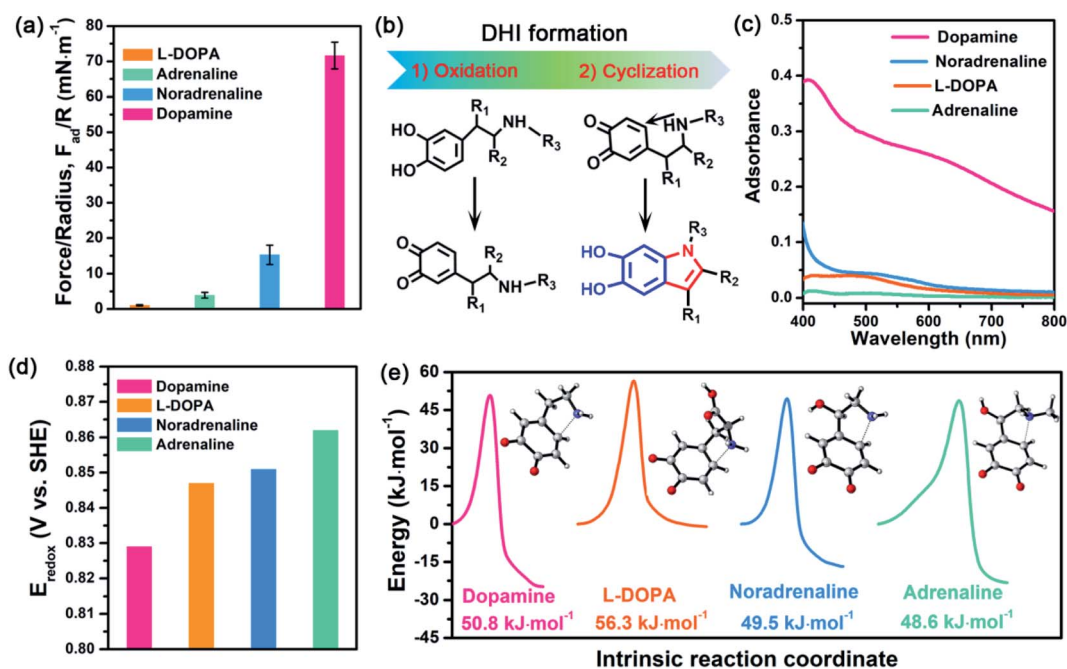 (a)
Force/Radius, F_ad/R (mN·m⁻¹)
80
70
60
50
40
30
20
10
0
L-DOPA
Adrenaline
Noradrenaline
Dopamine
(b)
DHI formation
1) Oxidation
2) Cyclization
HO
HO
R₁
NH
R₃
R₂
O
O
R₂
NH
R₃
R₁
O
O
HN
R₃
R₂
R₁
HO
HO
R₃
N
R₂
R₁
(c)
Adsorbance
0.5
0.4
0.3
0.2
0.1
0.0
Dopamine
Noradrenaline
L-DOPA
Adrenaline
400 500 600 700 800
Wavelength (nm)
(d)
E_redox (V vs. SHE)
0.88
0.87
0.86
0.85
0.84
0.83
0.82
0.81
0.80
Dopamine
L-DOPA
Noradrenaline
Adrenaline
(e)
Energy (kJ·mol⁻¹)
60
45
30
15
0
-15
-30
-45
Dopamine
50.8 kJ·mol⁻¹
L-DOPA
56.3 kJ·mol⁻¹
Noradrenaline
49.5 kJ·mol⁻¹
Adrenaline
48.6 kJ·mol⁻¹
Intrinsic reaction coordinate